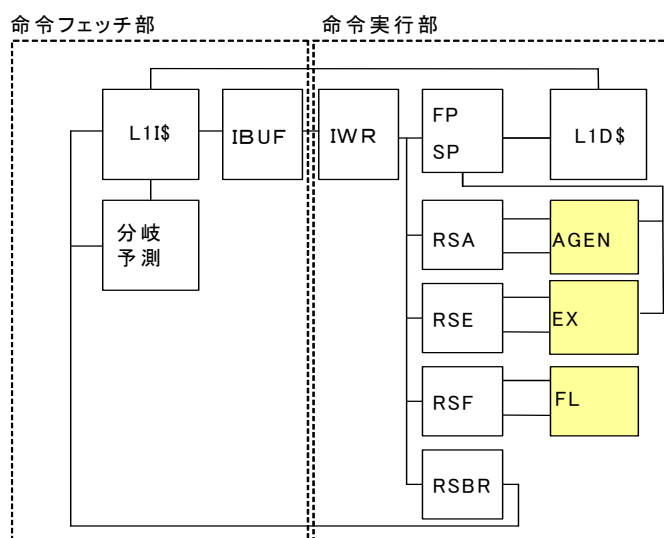 命令フェッチ部
命令実行部
L1I$
IBUF
IWR
FP
SP
L1D$
分岐
予測
RSA
AGEN
RSE
EX
RSF
FL
RSBR